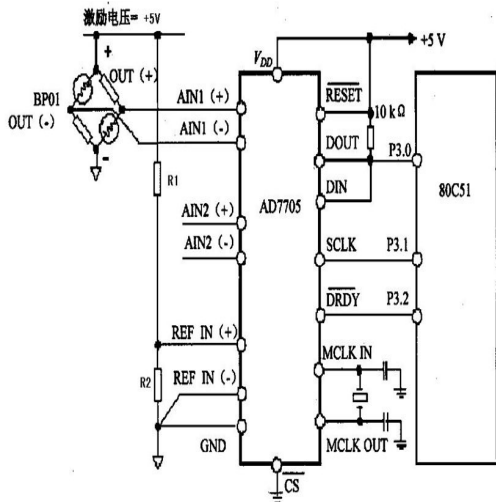 激励电压= +5V
+5 V
+
V_DD
OUT (+)
BP01
OUT (-)
-
AIN1 (+)
AIN1 (-)
R1
AIN2 (+)
AIN2 (-)
REF IN (+)
R2
REF IN (-)
GND
AD7705
RESET
10 kΩ
DOUT
DIN
SCLK
DRDY
MCLK IN
MCLK OUT
CS
P3.0
P3.1
P3.2
80C51